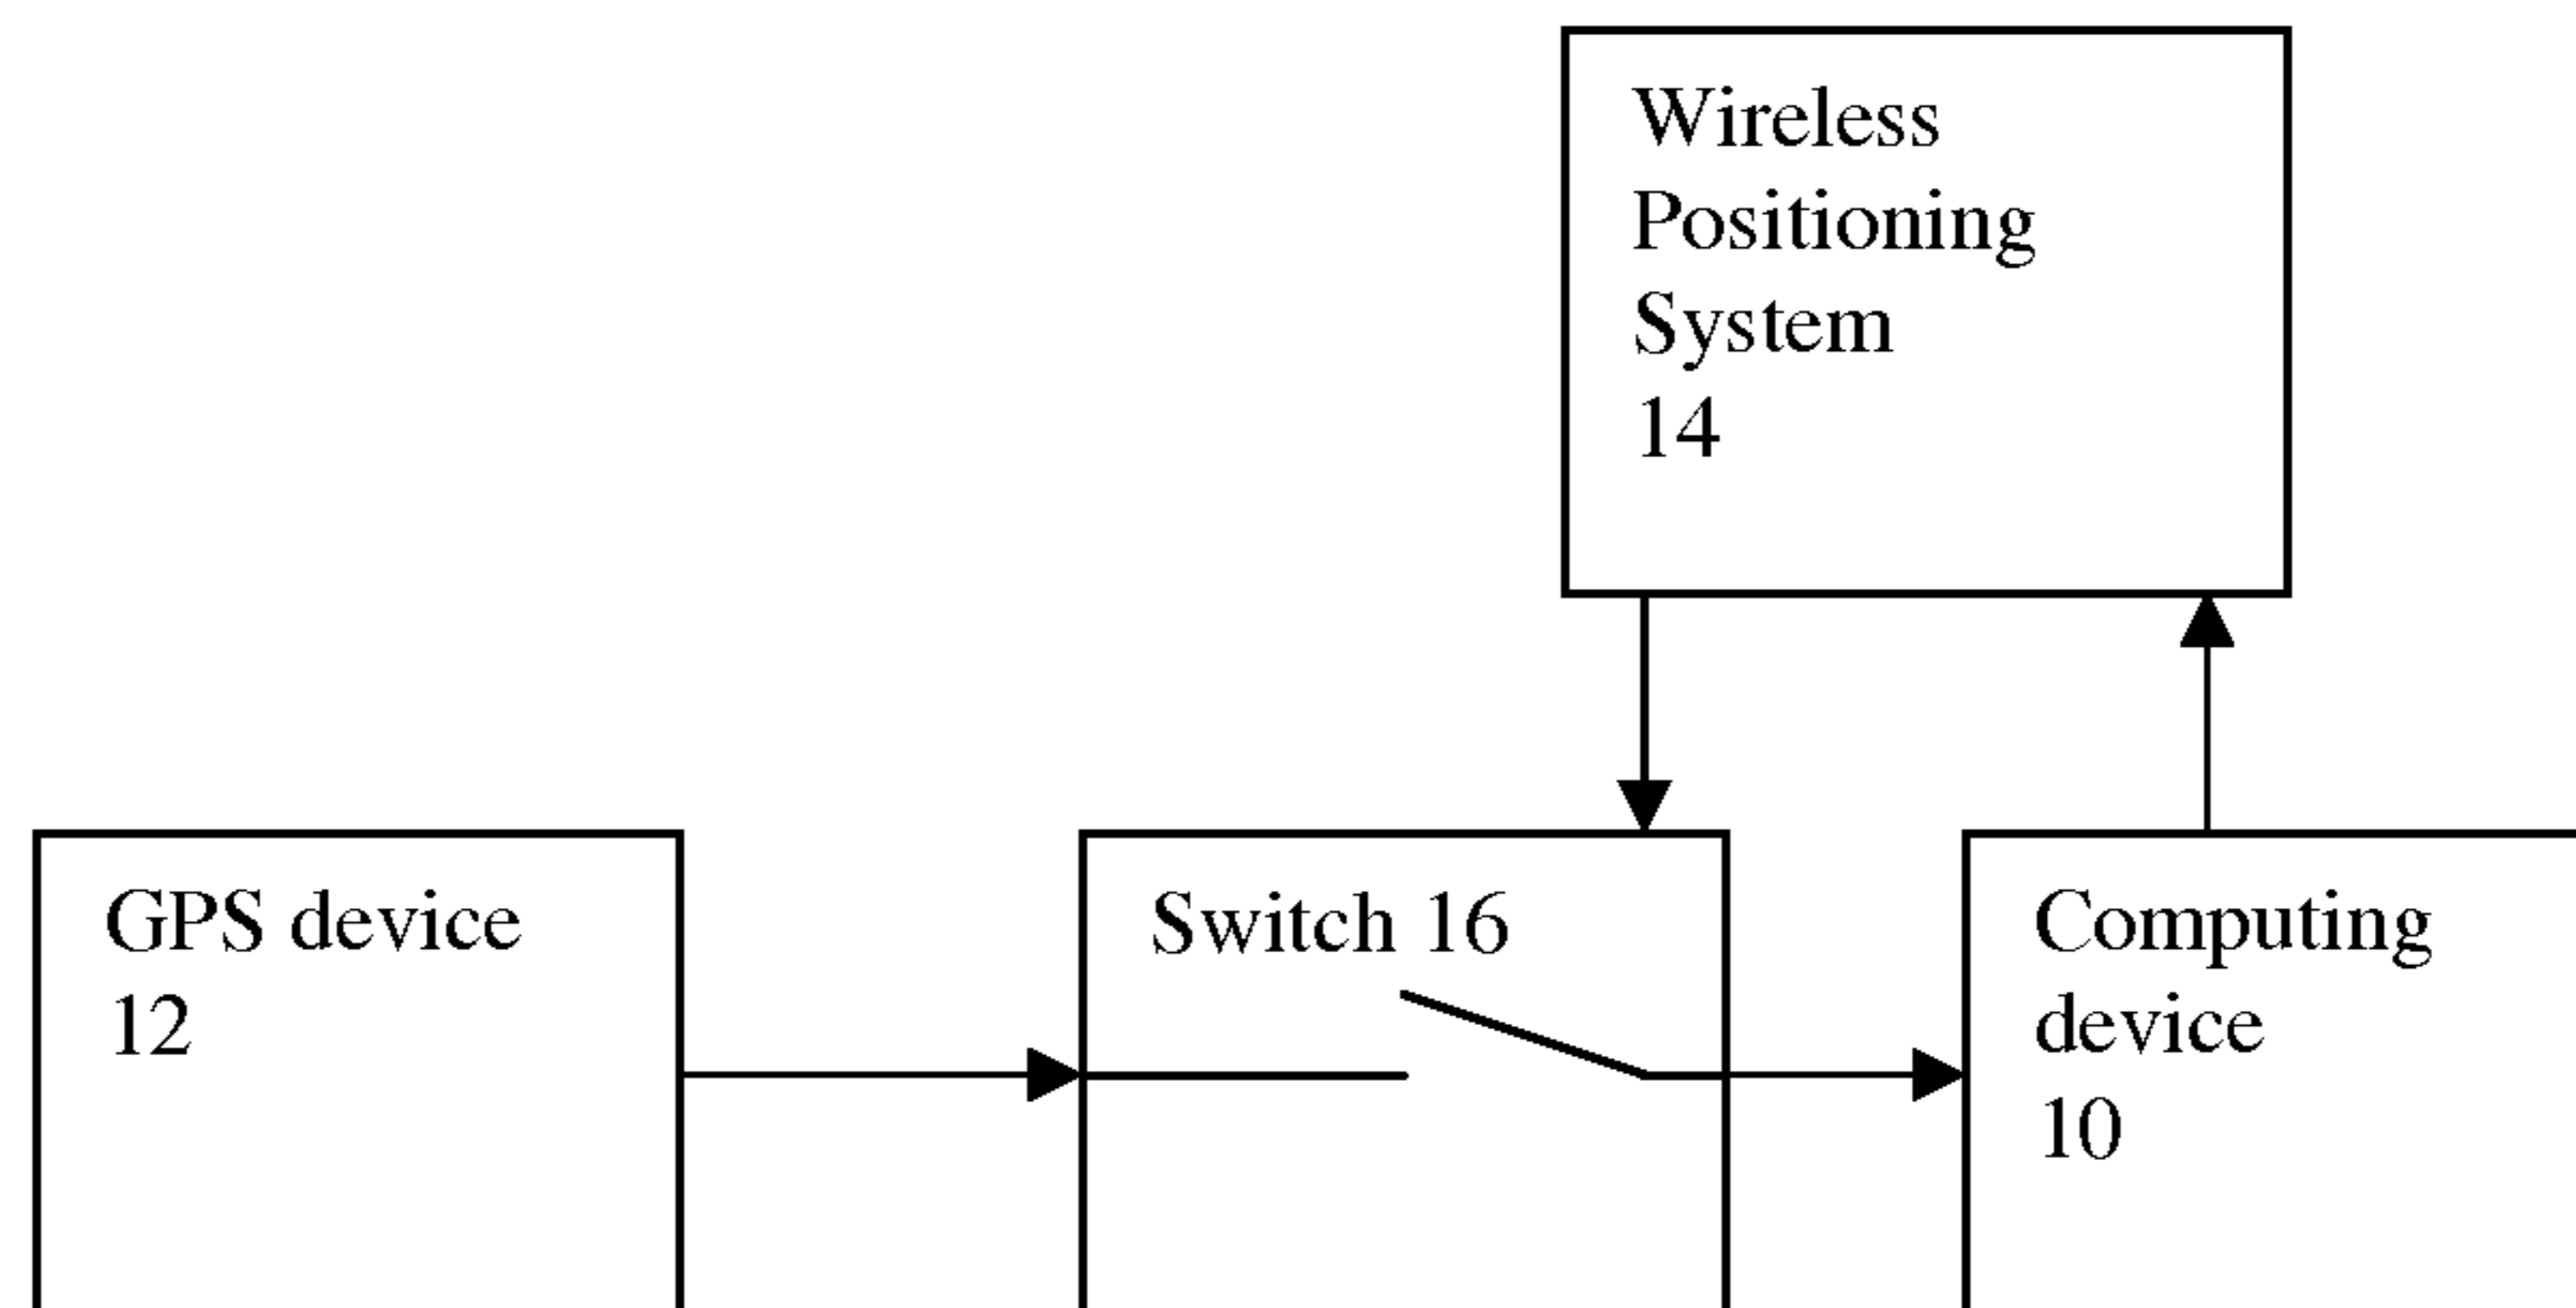 Wireless
Positioning
System
14
GPS device
12
Switch 16
Computing
device
10